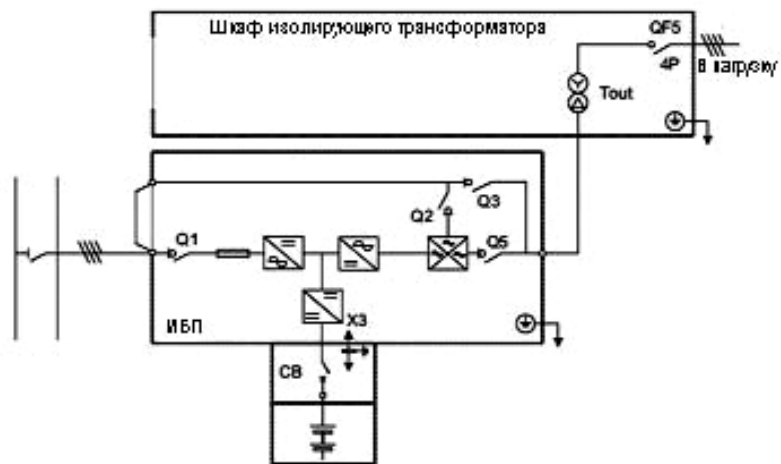 Шкаф изолирующего трансформатора
QF5
4P
В нагрузку
Tout
Q3
Q2
Q1
Q5
X3
ИБП
CB